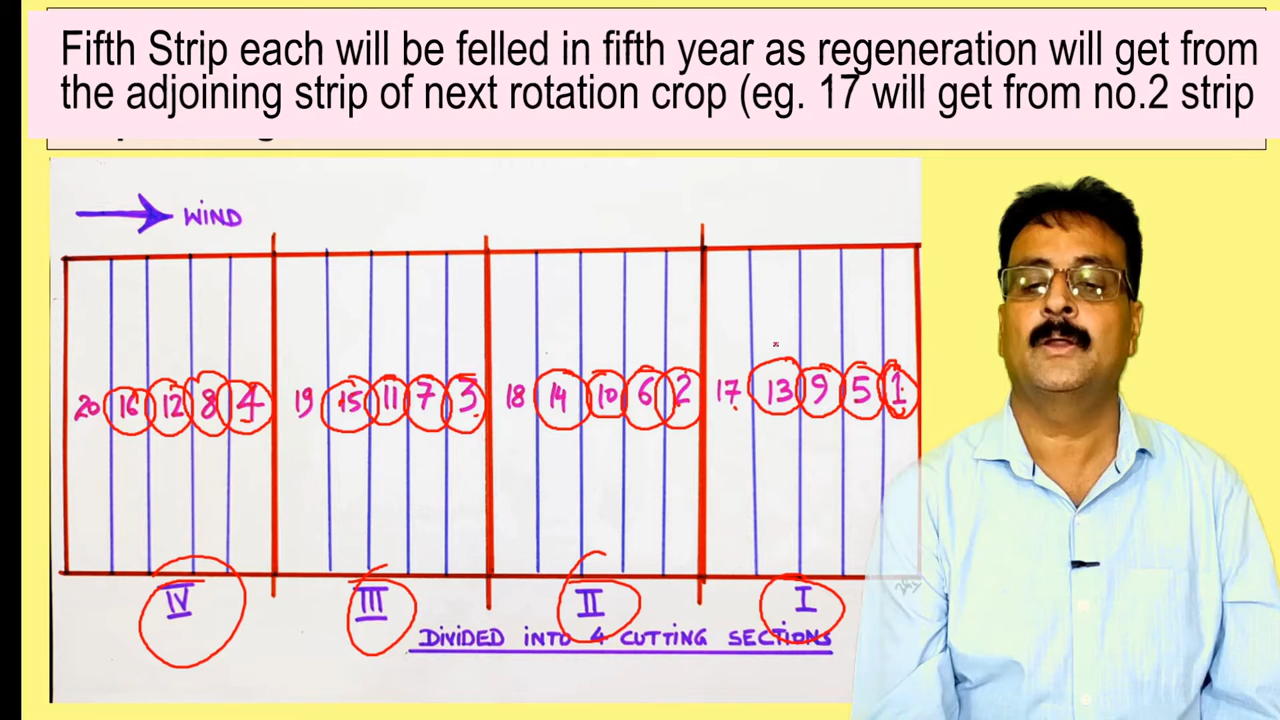 Fifth Strip each will be felled in fifth year as regeneration will get from
the adjoining strip of next rotation crop (eg. 17 will get from no.2 strip
WIND
20 16 12 8 4 19 15 11 7 3 18 14 10 6 2 17 13 9 5 1
IV III II I
DIVIDED INTO 4 CUTTING SECTIONS